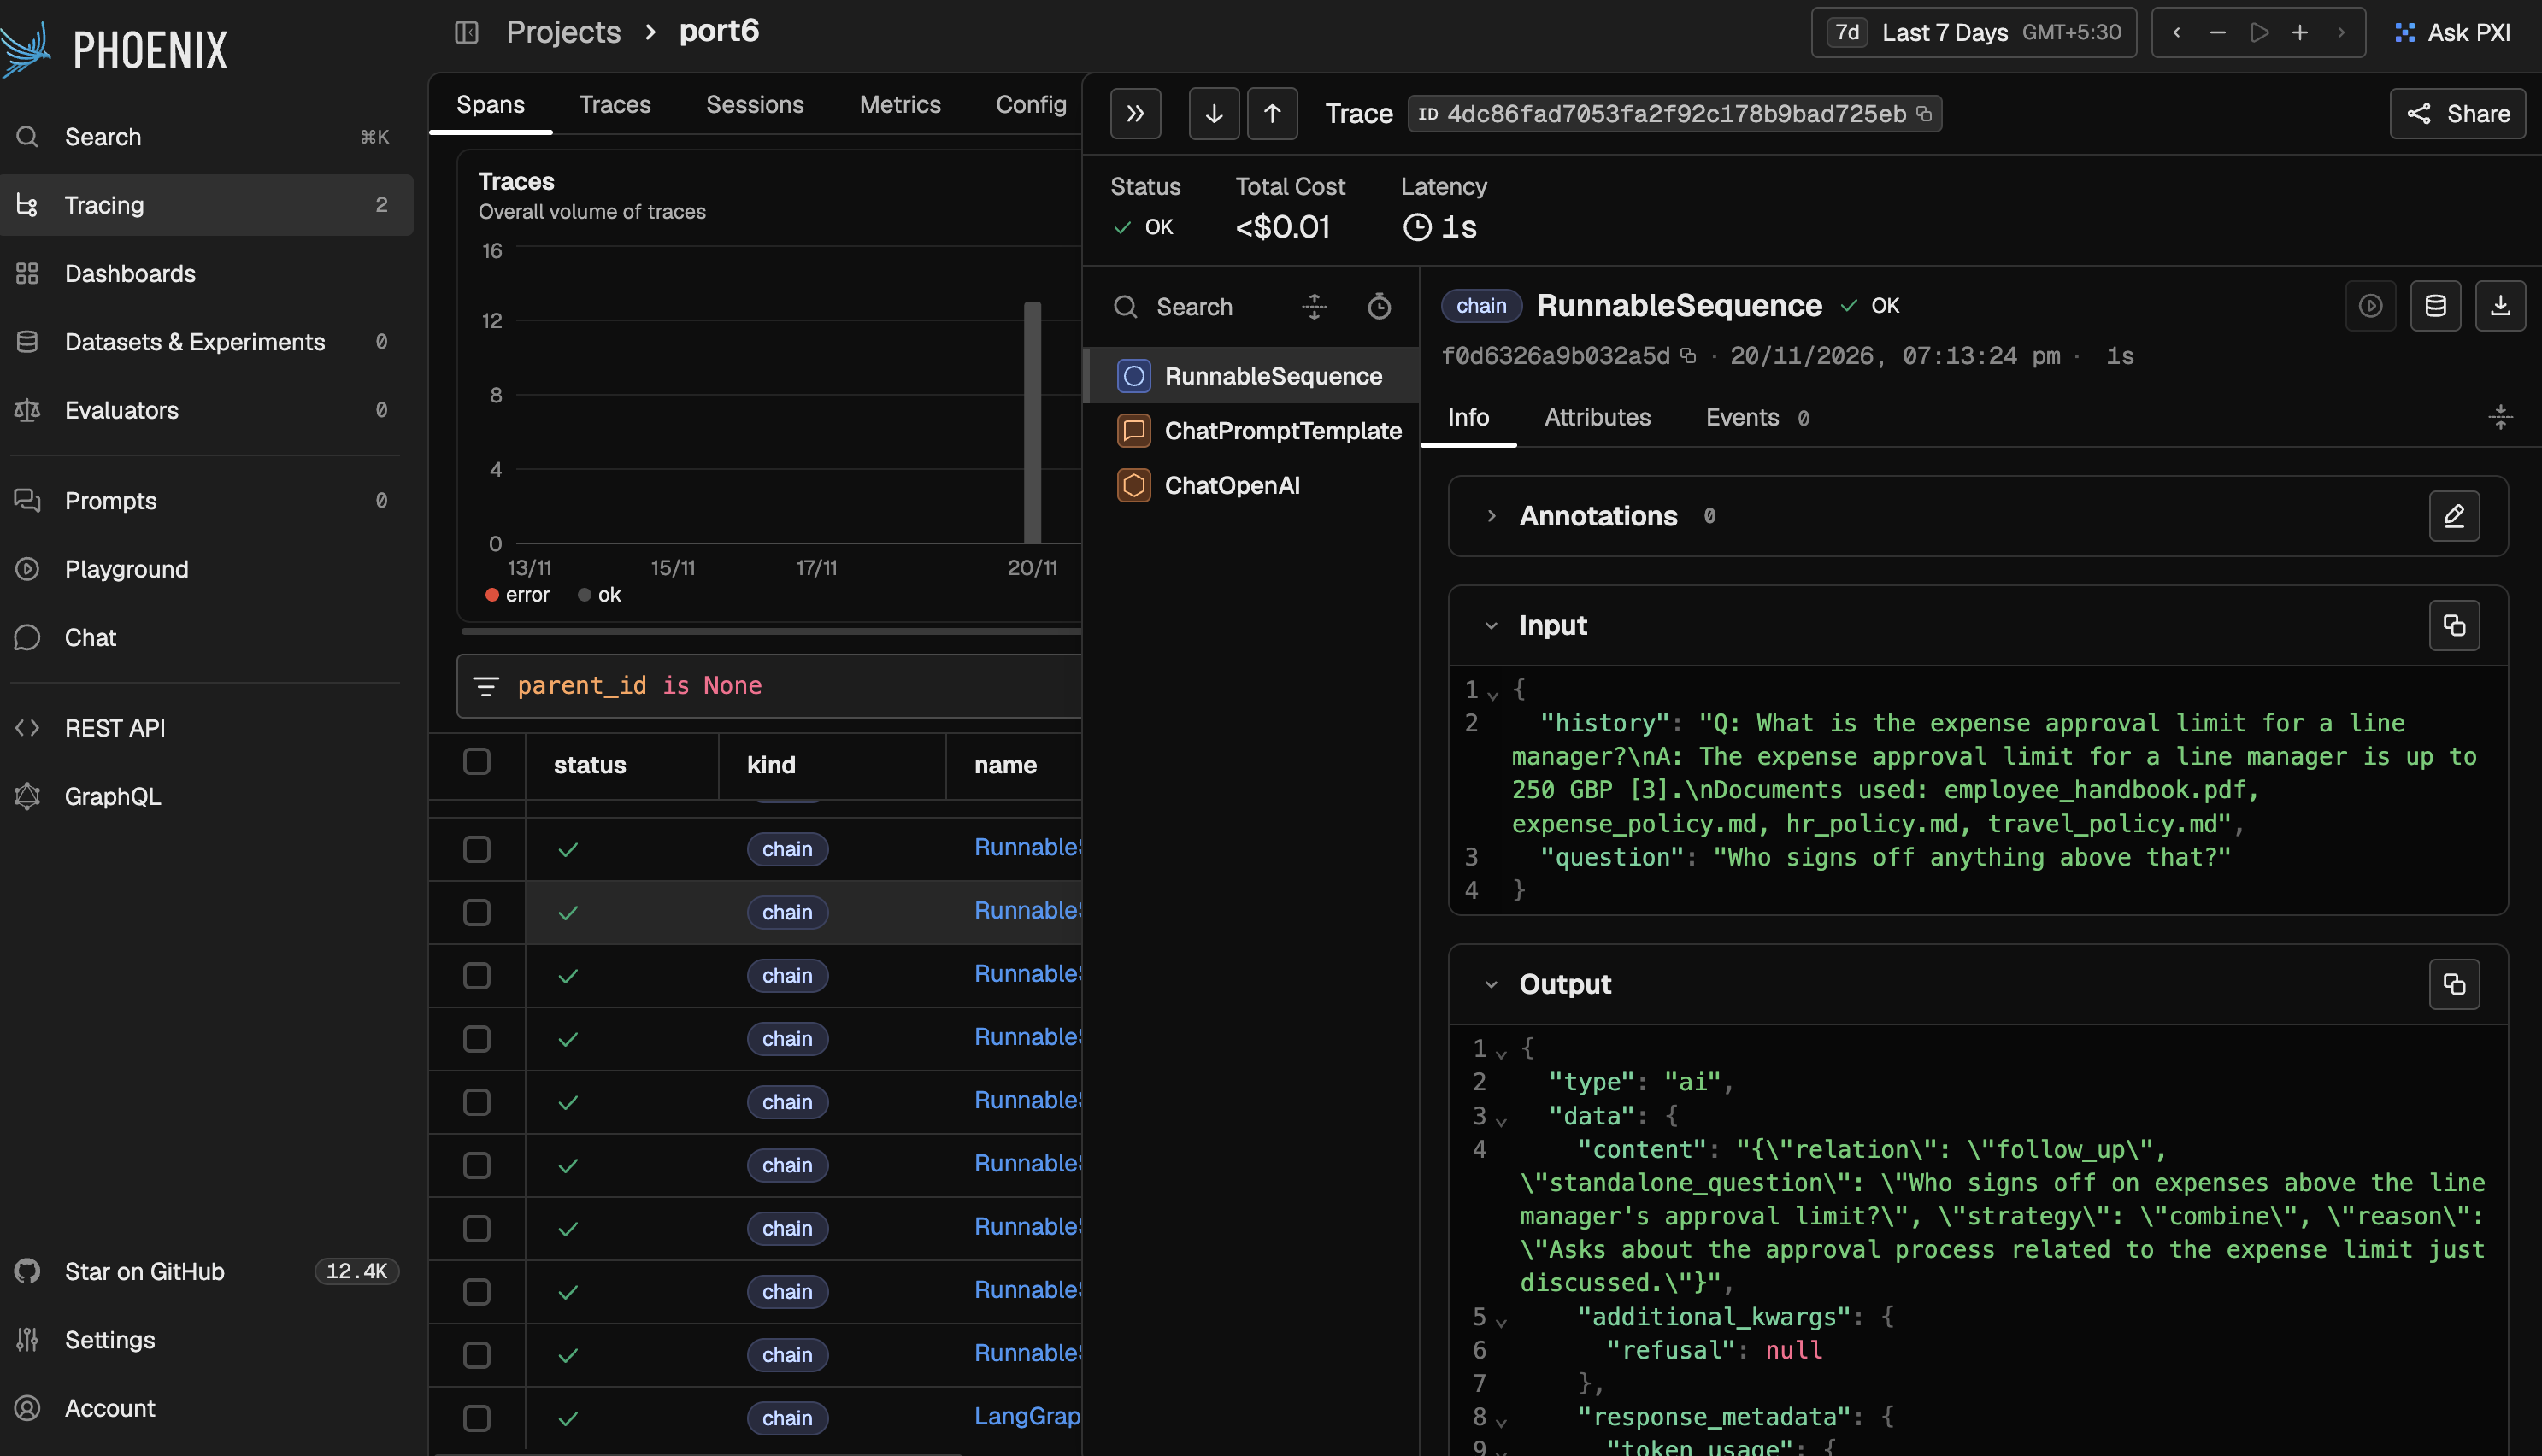 PHOENIX
Search ⌘K
Tracing 2
Dashboards
Datasets & Experiments 0
Evaluators 0
Prompts 0
Playground
Chat
REST API
GraphQL
Star on GitHub 12.4K
Settings
Account
Projects > port6
7d Last 7 Days GMT+5:30
Ask PXI
Spans Traces Sessions Metrics Config
Traces
Overall volume of traces
16
12
8
4
0
13/11 15/11 17/11 20/11
error ok
parent_id is None
status kind name
chain Runnable
chain Runnable
chain Runnable
chain Runnable
chain Runnable
chain Runnable
chain Runnable
chain Runnable
chain Runnable
chain LangGrap
Trace ID 4dc86fad7053fa2f92c178b9bad725eb
Share
Status Total Cost Latency
OK <$0.01 1s
Search
RunnableSequence
ChatPromptTemplate
ChatOpenAI
chain RunnableSequence OK
f0d6326a9b032a5d · 20/11/2026, 07:13:24 pm · 1s
Info Attributes Events 0
Annotations 0
Input
1 {
2 "history": "Q: What is the expense approval limit for a line
manager?\nA: The expense approval limit for a line manager is up to
250 GBP [3].\nDocuments used: employee_handbook.pdf,
expense_policy.md, hr_policy.md, travel_policy.md",
3 "question": "Who signs off anything above that?"
4 }
Output
1 {
2 "type": "ai",
3 "data": {
4 "content": "{\"relation\": \"follow_up\",
\"standalone_question\": \"Who signs off on expenses above the line
manager's approval limit?\", \"strategy\": \"combine\", \"reason\":
\"Asks about the approval process related to the expense limit just
discussed.\"}",
5 "additional_kwargs": {
6 "refusal": null
7 },
8 "response_metadata": {
9 "token_usage": {